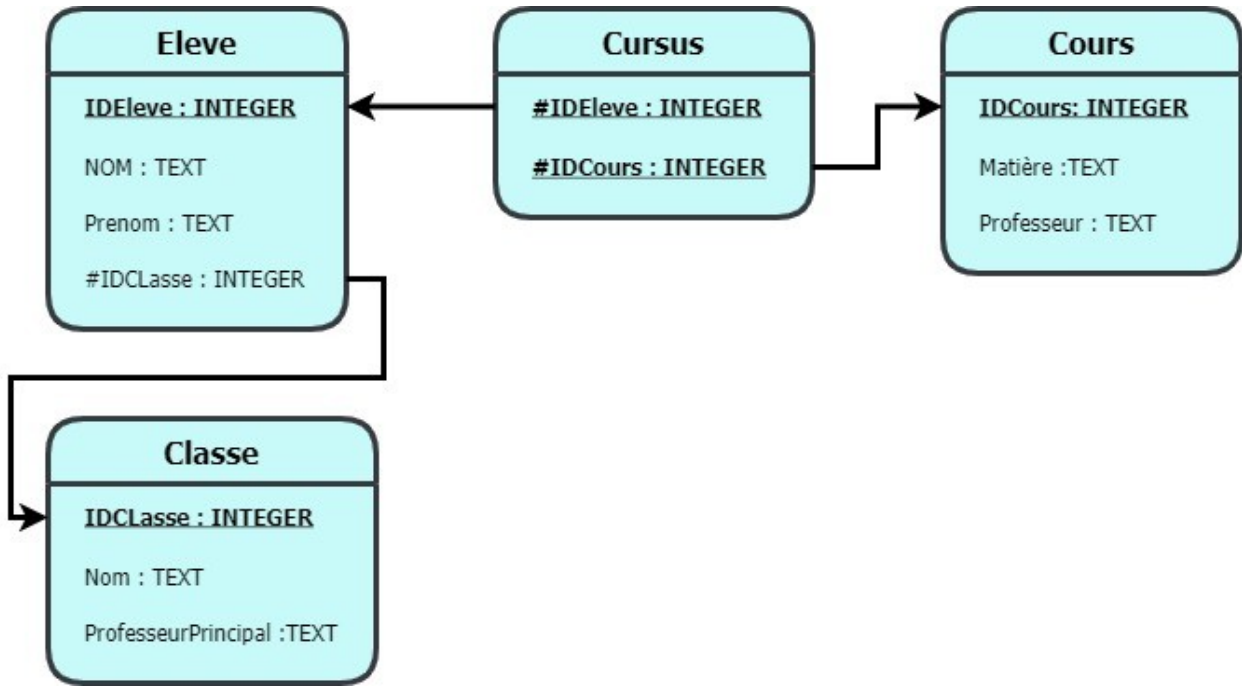 Eleve
IDEleve : INTEGER
NOM : TEXT
Prenom : TEXT
#IDCLasse : INTEGER
Cursus
#IDEleve : INTEGER
#IDCours : INTEGER
Cours
IDCours: INTEGER
Matière :TEXT
Professeur : TEXT
Classe
IDCLasse : INTEGER
Nom : TEXT
ProfesseurPrincipal :TEXT